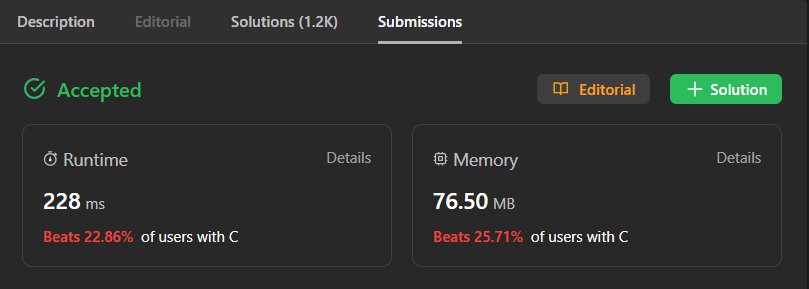 Description Editorial Solutions (1.2K) Submissions
Accepted Editorial Solution
Runtime Details
228 ms
Beats 22.86% of users with C
Memory Details
76.50 MB
Beats 25.71% of users with C